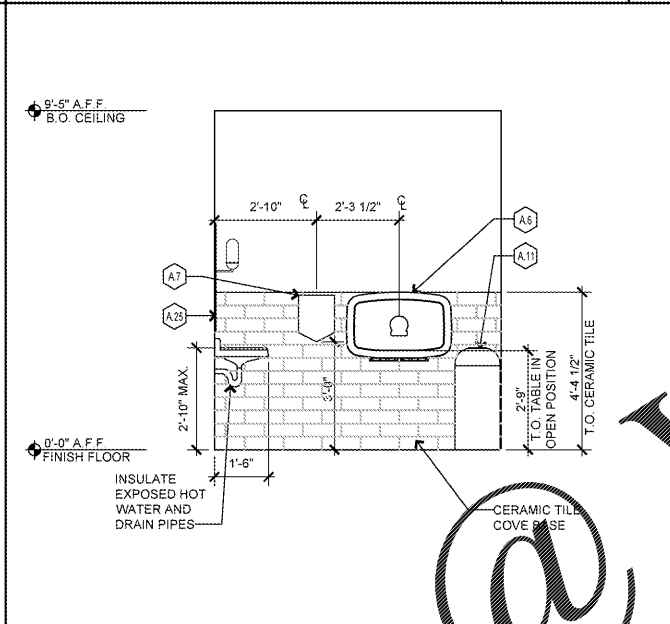 9'-5" A.F.F.
B.O. CEILING
2'-10"
℄
2'-3 1/2"
℄
A.6
A.11
A.7
A.25
2'-10" MAX.
3'-0"
2'-9"
T.O. TABLE IN
OPEN POSITION
4'-4 1/2"
T.O. CERAMIC TILE
0'-0" A.F.F.
FINISH FLOOR
1'-6"
INSULATE
EXPOSED HOT
WATER AND
DRAIN PIPES
CERAMIC TILE
COVE BASE
@